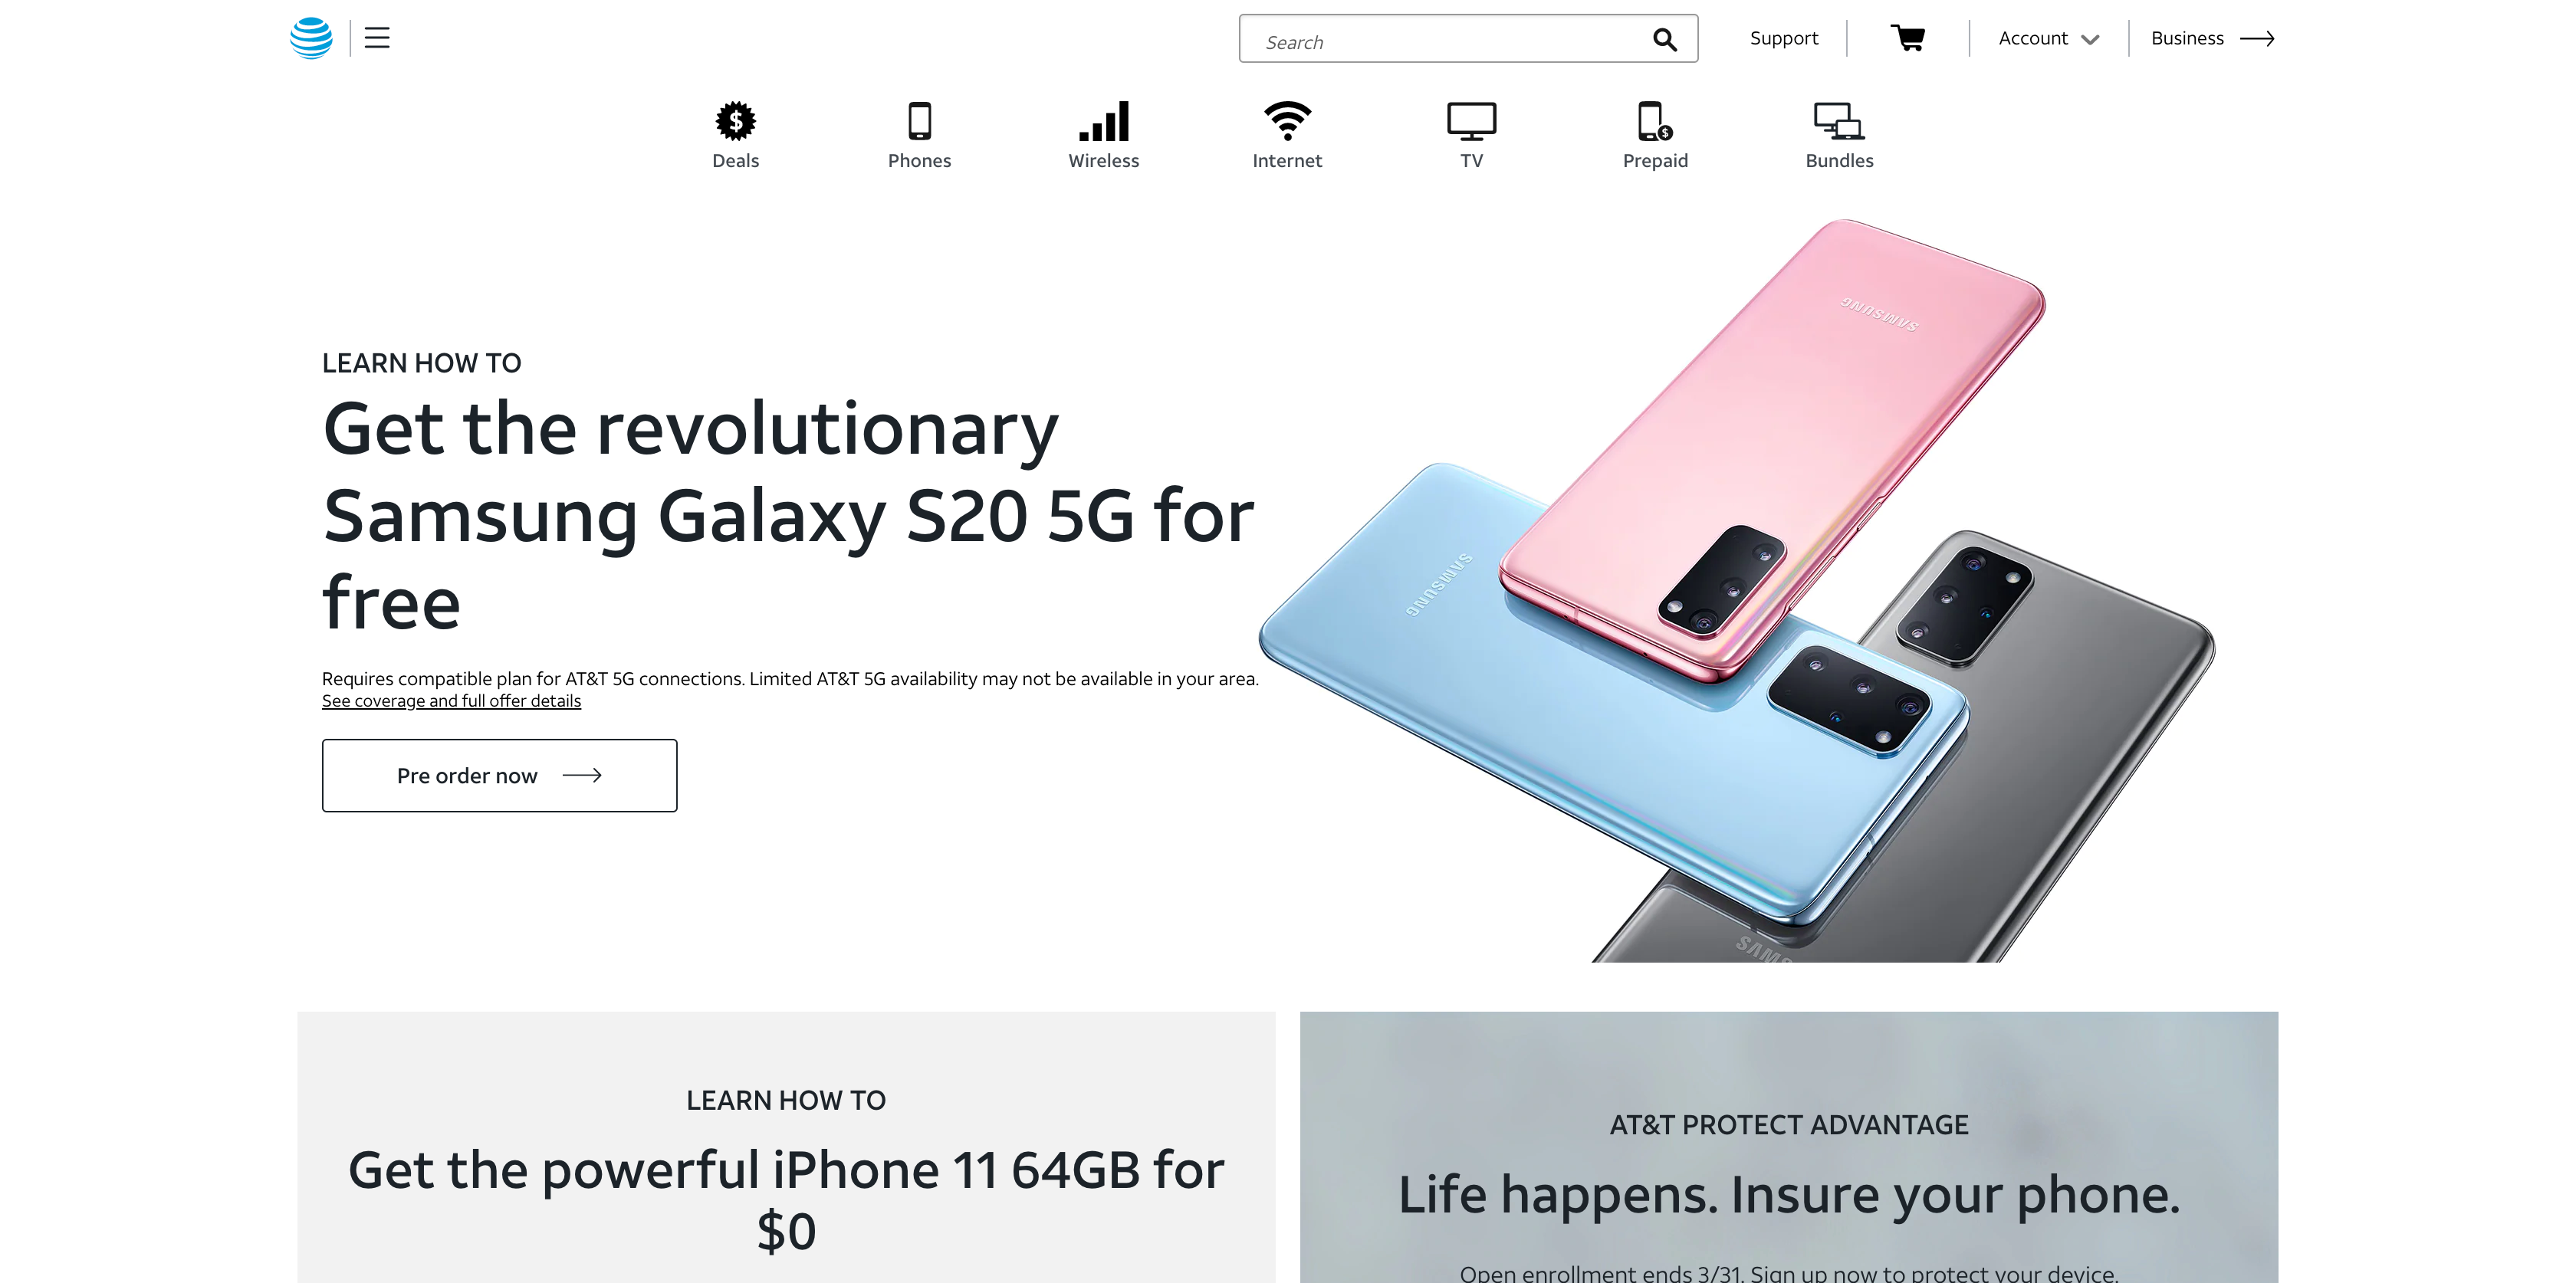 Search
Support
Account
Business
Deals
Phones
Wireless
Internet
TV
Prepaid
Bundles
LEARN HOW TO
Get the revolutionary
Samsung Galaxy S20 5G for
free
Requires compatible plan for AT&T 5G connections. Limited AT&T 5G availability may not be available in your area.
See coverage and full offer details
Pre order now
SAMSUNG
SAMSUNG
SAMS
LEARN HOW TO
Get the powerful iPhone 11 64GB for
$0
AT&T PROTECT ADVANTAGE
Life happens. Insure your phone.
Open enrollment ends 3/31. Sign up now to protect your device.